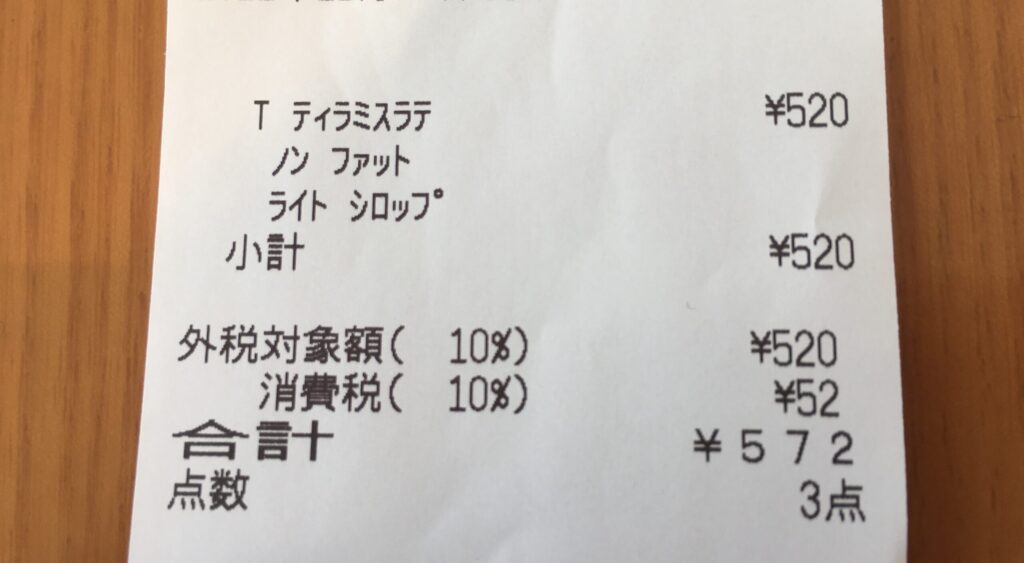 T ティラミスラテ ¥520
ノン ファット
ライト シロップ
小計 ¥520
外税対象額( 10%) ¥520
消費税( 10%) ¥52
合計 ¥572
点数 3点